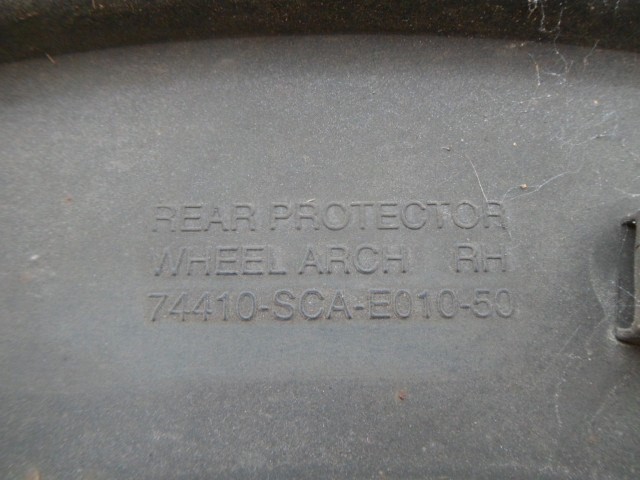 REAR PROTECTOR
WHEEL ARCH RH
74410-SCA-E010-50